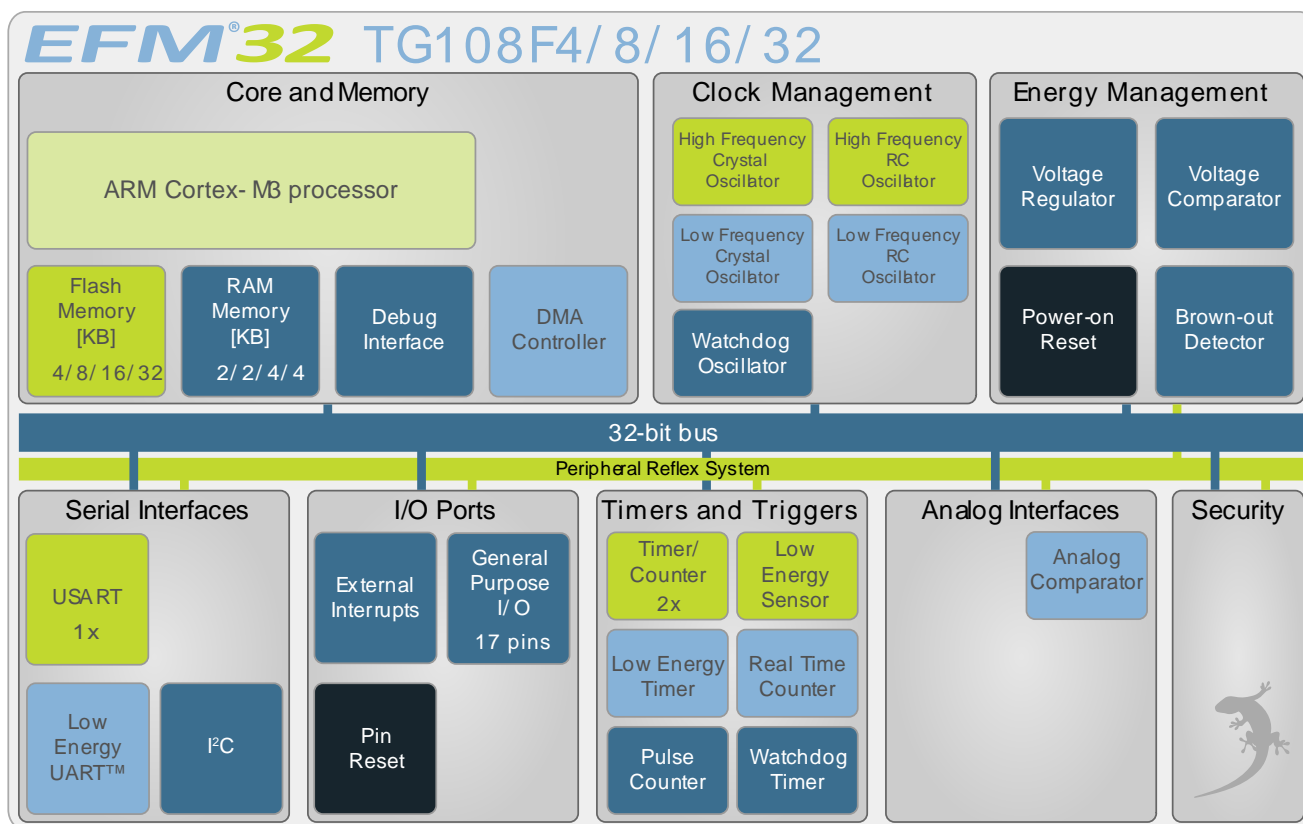 EFM®32 TG108F4/8/16/32
Core and Memory
ARM Cortex-M3 processor
Flash
Memory
[KB]
4/8/16/32
RAM
Memory
[KB]
2/2/4/4
Debug
Interface
DMA
Controller
Clock Management
High Frequency
Crystal
Oscillator
High Frequency
RC
Oscillator
Low Frequency
Crystal
Oscillator
Low Frequency
RC
Oscillator
Watchdog
Oscillator
Energy Management
Voltage
Regulator
Voltage
Comparator
Power-on
Reset
Brown-out
Detector
32-bit bus
Peripheral Reflex System
Serial Interfaces
USART
1x
Low
Energy
UART™
I²C
I/O Ports
External
Interrupts
General
Purpose
I/O
17 pins
Pin
Reset
Timers and Triggers
Timer/
Counter
2x
Low
Energy
Sensor
Low Energy
Timer
Real Time
Counter
Pulse
Counter
Watchdog
Timer
Analog Interfaces
Analog
Comparator
Security